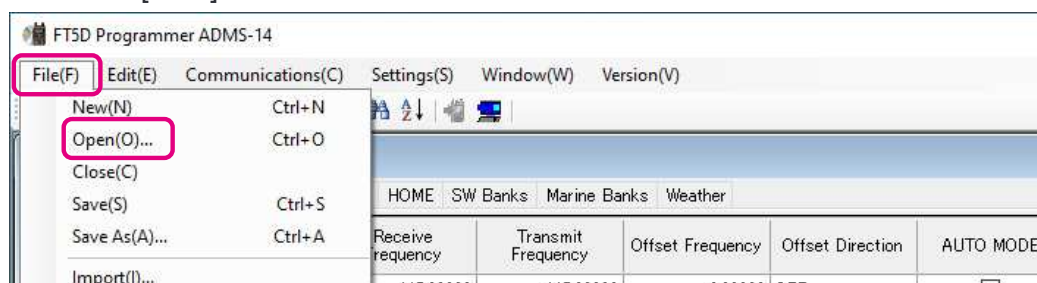 FT5D Programmer ADMS-14
File(F) Edit(E) Communications(C) Settings(S) Window(W) Version(V)
New(N) Ctrl+N
Open(O)... Ctrl+O
Close(C)
HOME SW Banks Marine Banks Weather
Save(S) Ctrl+S
Save As(A)... Ctrl+A
Receive Transmit Offset Frequency Offset Direction AUTO MODE
Frequency
Import(I)...